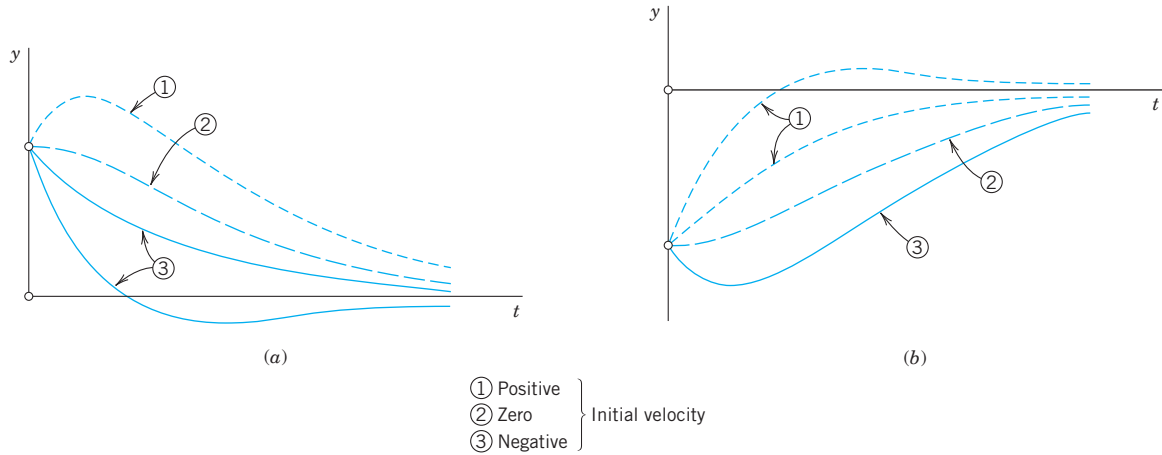 y
①
②
③
t
(a)
y
①
②
③
t
(b)
① Positive
② Zero
③ Negative
Initial velocity